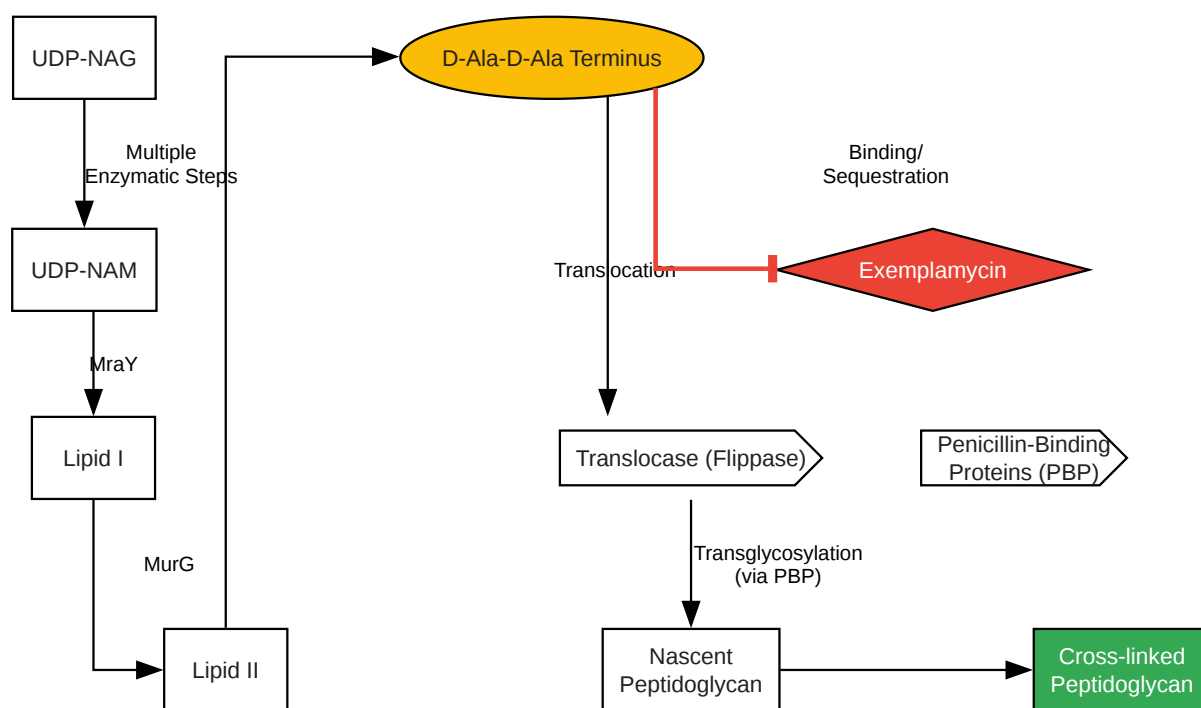 UDP-NAG
D-Ala-D-Ala Terminus
Multiple
Enzymatic Steps
Binding/
Sequestration
UDP-NAM
Translocation
Exemplamycin
MraY
Lipid I
Translocase (Flippase)
Penicillin-Binding
Proteins (PBP)
MurG
Transglycosylation
(via PBP)
Lipid II
Nascent
Peptidoglycan
Cross-linked
Peptidoglycan